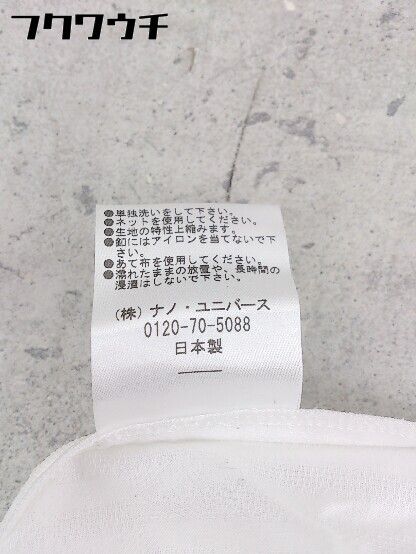 フクワウチ
●単独洗いをして下さい。
●ネットを使用してください。
●生地の特性上縮みます。
●釦にはアイロンを当てないで下
さい。
●あて布を使用してください。
●濡れたままの放置や、長時間の
浸漬はしないで下さい。
(株)ナノ・ユニバース
0120-70-5088
日本製